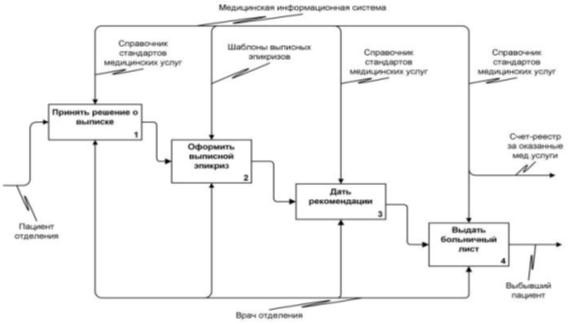 Медицинская информационная система
Справочник
стандартов
медицинских услуг
Шаблоны выписных
эпикризов
Справочник
стандартов
медицинских услуг
Справочник
стандартов
медицинских услуг
Принять решение о
выписке
1
Оформить
выписной
эпикриз
2
Дать
рекомендации
3
Выдать
больничный
лист
4
Счет-реестр
за оказанные
мед.услуги
Пациент
отделения
Выбывший
пациент
Врач отделения